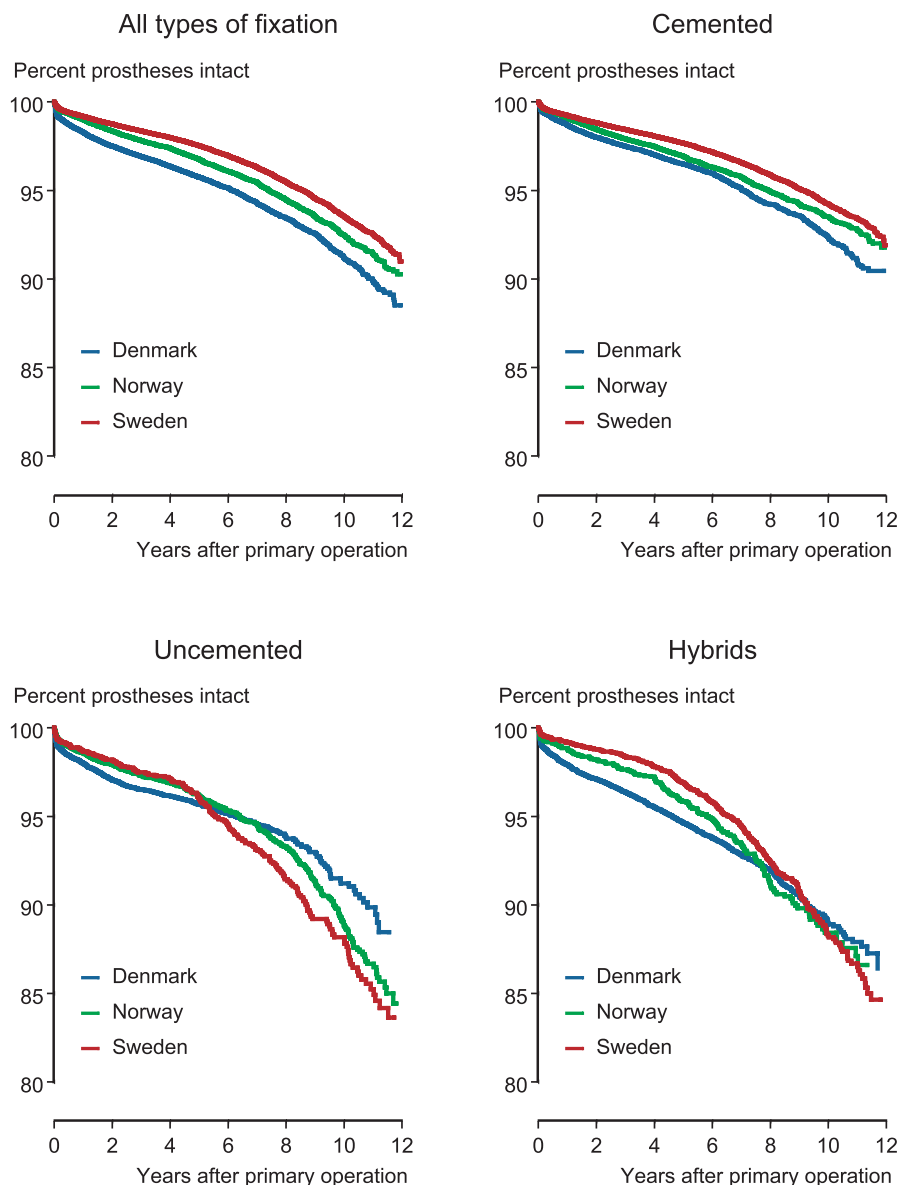 All types of fixation
Percent prostheses intact
100
95
90
85
80
Denmark
Norway
Sweden
0 2 4 6 8 10 12
Years after primary operation
Cemented
Percent prostheses intact
100
95
90
85
80
Denmark
Norway
Sweden
0 2 4 6 8 10 12
Years after primary operation
Uncemented
Percent prostheses intact
100
95
90
85
80
Denmark
Norway
Sweden
0 2 4 6 8 10 12
Years after primary operation
Hybrids
Percent prostheses intact
100
95
90
85
80
Denmark
Norway
Sweden
0 2 4 6 8 10 12
Years after primary operation